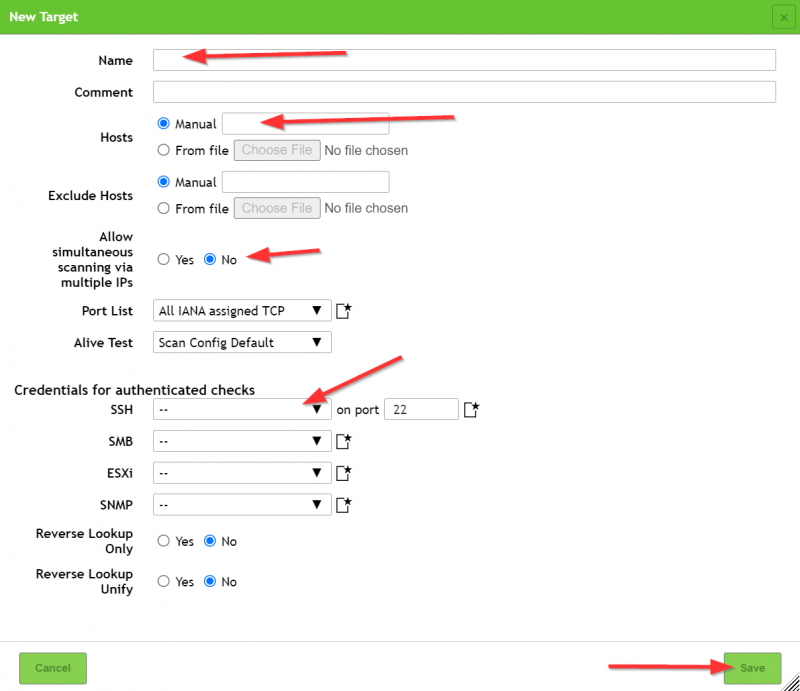 New Target ×
Name
Comment
Hosts
Manual
From file Choose File No file chosen
Exclude Hosts
Manual
From file Choose File No file chosen
Allow
simultaneous
scanning via
multiple IPs
Yes No
Port List All IANA assigned TCP ▼
Alive Test Scan Config Default ▼
Credentials for authenticated checks
SSH -- ▼ on port 22
SMB -- ▼
ESXi -- ▼
SNMP -- ▼
Reverse Lookup
Only
Yes No
Reverse Lookup
Unify
Yes No
Cancel Save